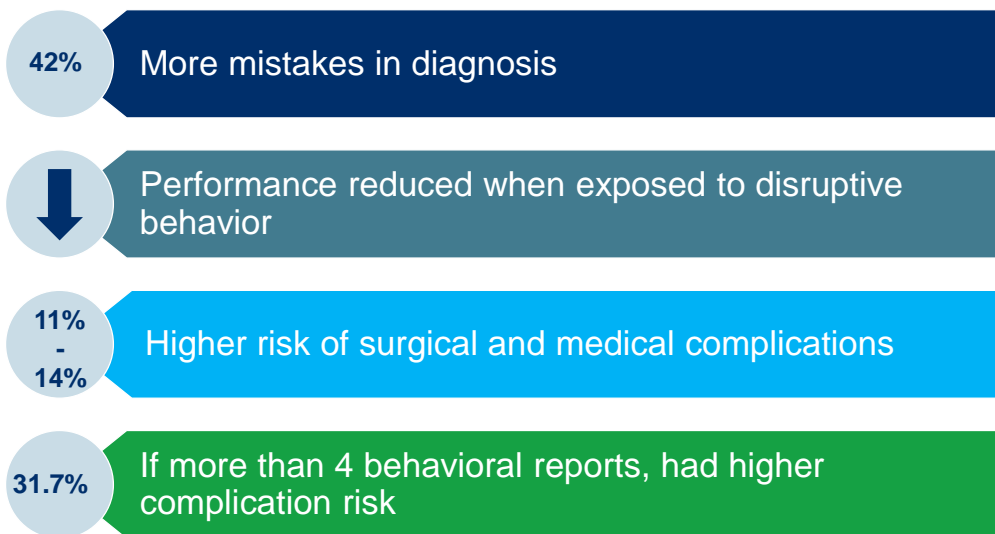 42%
More mistakes in diagnosis
Performance reduced when exposed to disruptive
behavior
11%
-
14%
Higher risk of surgical and medical complications
31.7%
If more than 4 behavioral reports, had higher
complication risk